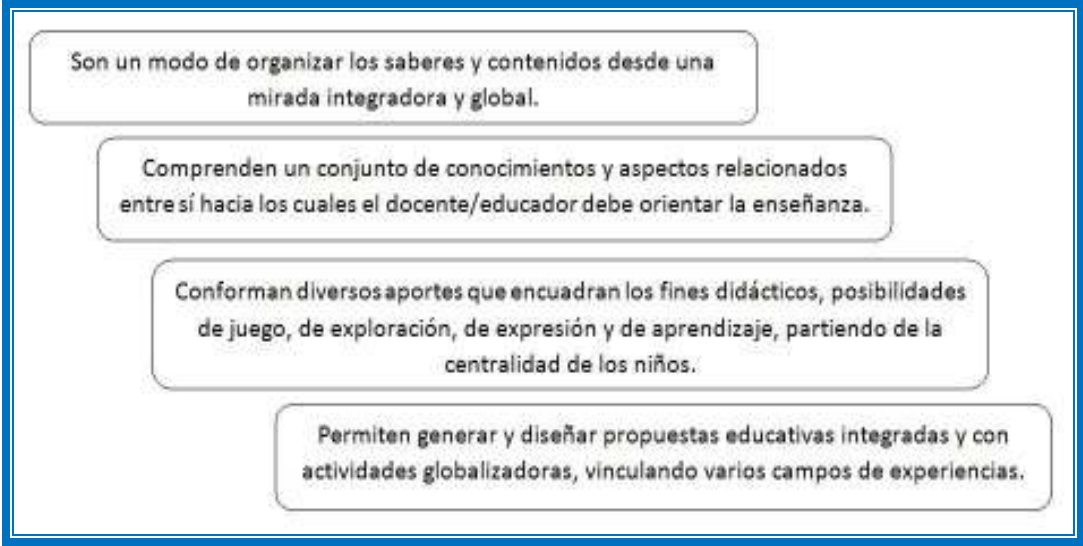 Son un modo de organizar los saberes y contenidos desde una
mirada integradora y global.
Comprenden un conjunto de conocimientos y aspectos relacionados
entre sí hacia los cuales el docente/educador debe orientar la enseñanza.
Conforman diversos aportes que encuadran los fines didácticos, posibilidades
de juego, de exploración, de expresión y de aprendizaje, partiendo de la
centralidad de los niños.
Permiten generar y diseñar propuestas educativas integradas y con
actividades globalizadoras, vinculando varios campos de experiencias.